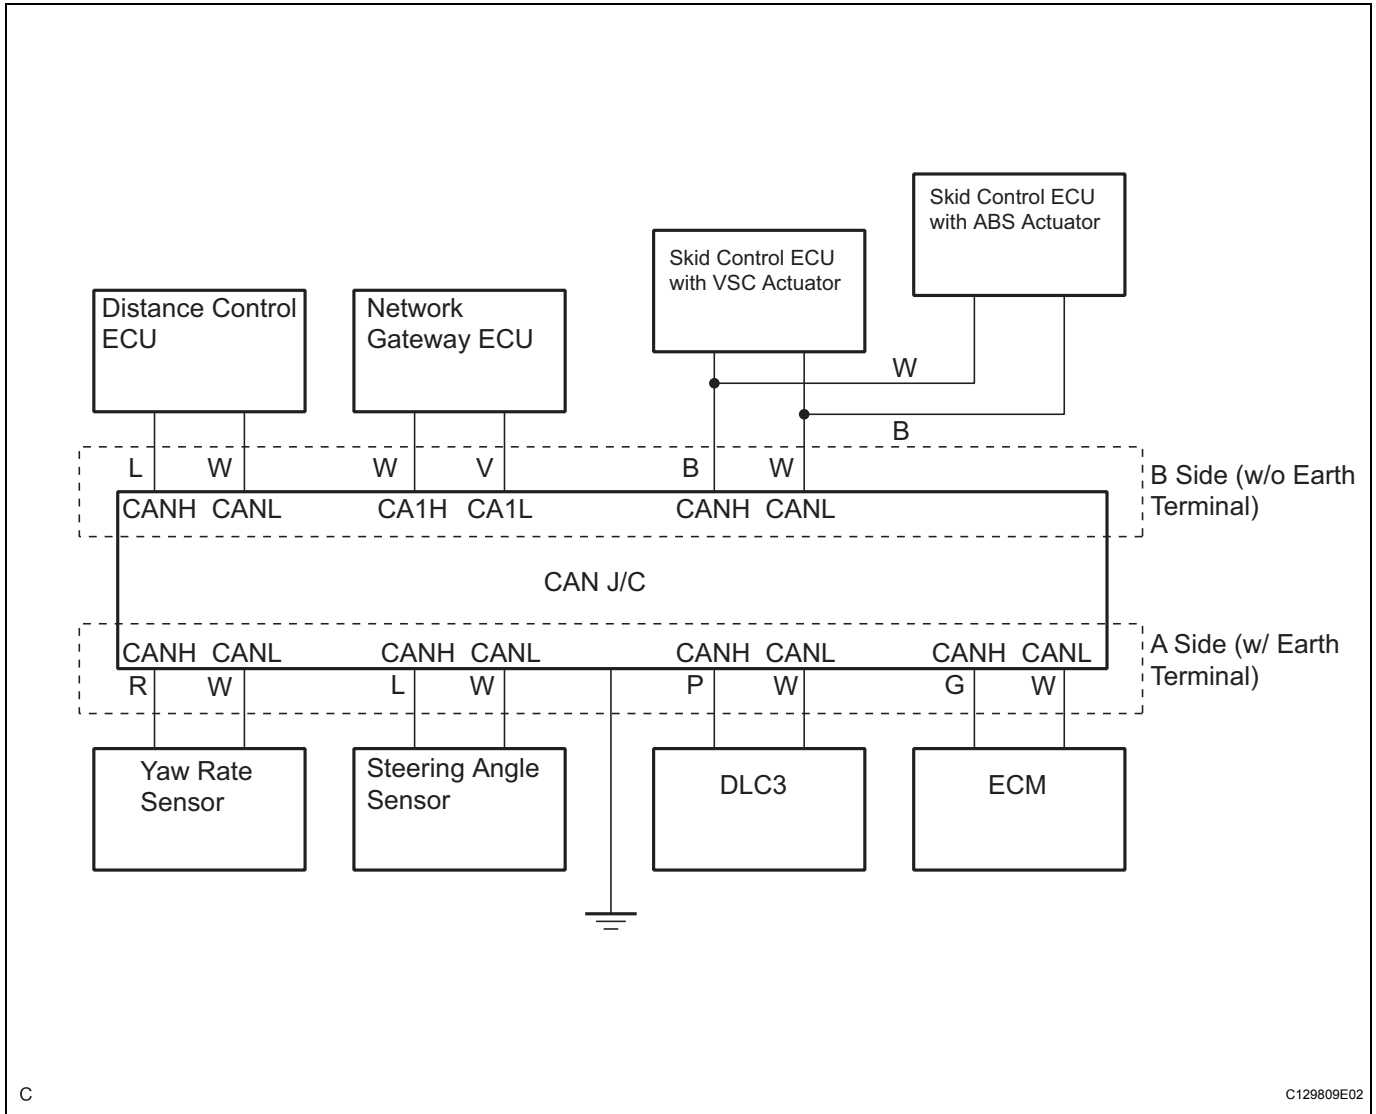 Skid Control ECU
with ABS Actuator
Skid Control ECU
with VSC Actuator
Distance Control
ECU
Network
Gateway ECU
W
B
L W W V B W
B Side (w/o Earth
Terminal)
CANH CANL CA1H CA1L CANH CANL
CAN J/C
A Side (w/ Earth
Terminal)
CANH CANL CANH CANL CANH CANL CANH CANL
R W L W P W G W
Yaw Rate
Sensor
Steering Angle
Sensor
DLC3
ECM
C
C129809E02